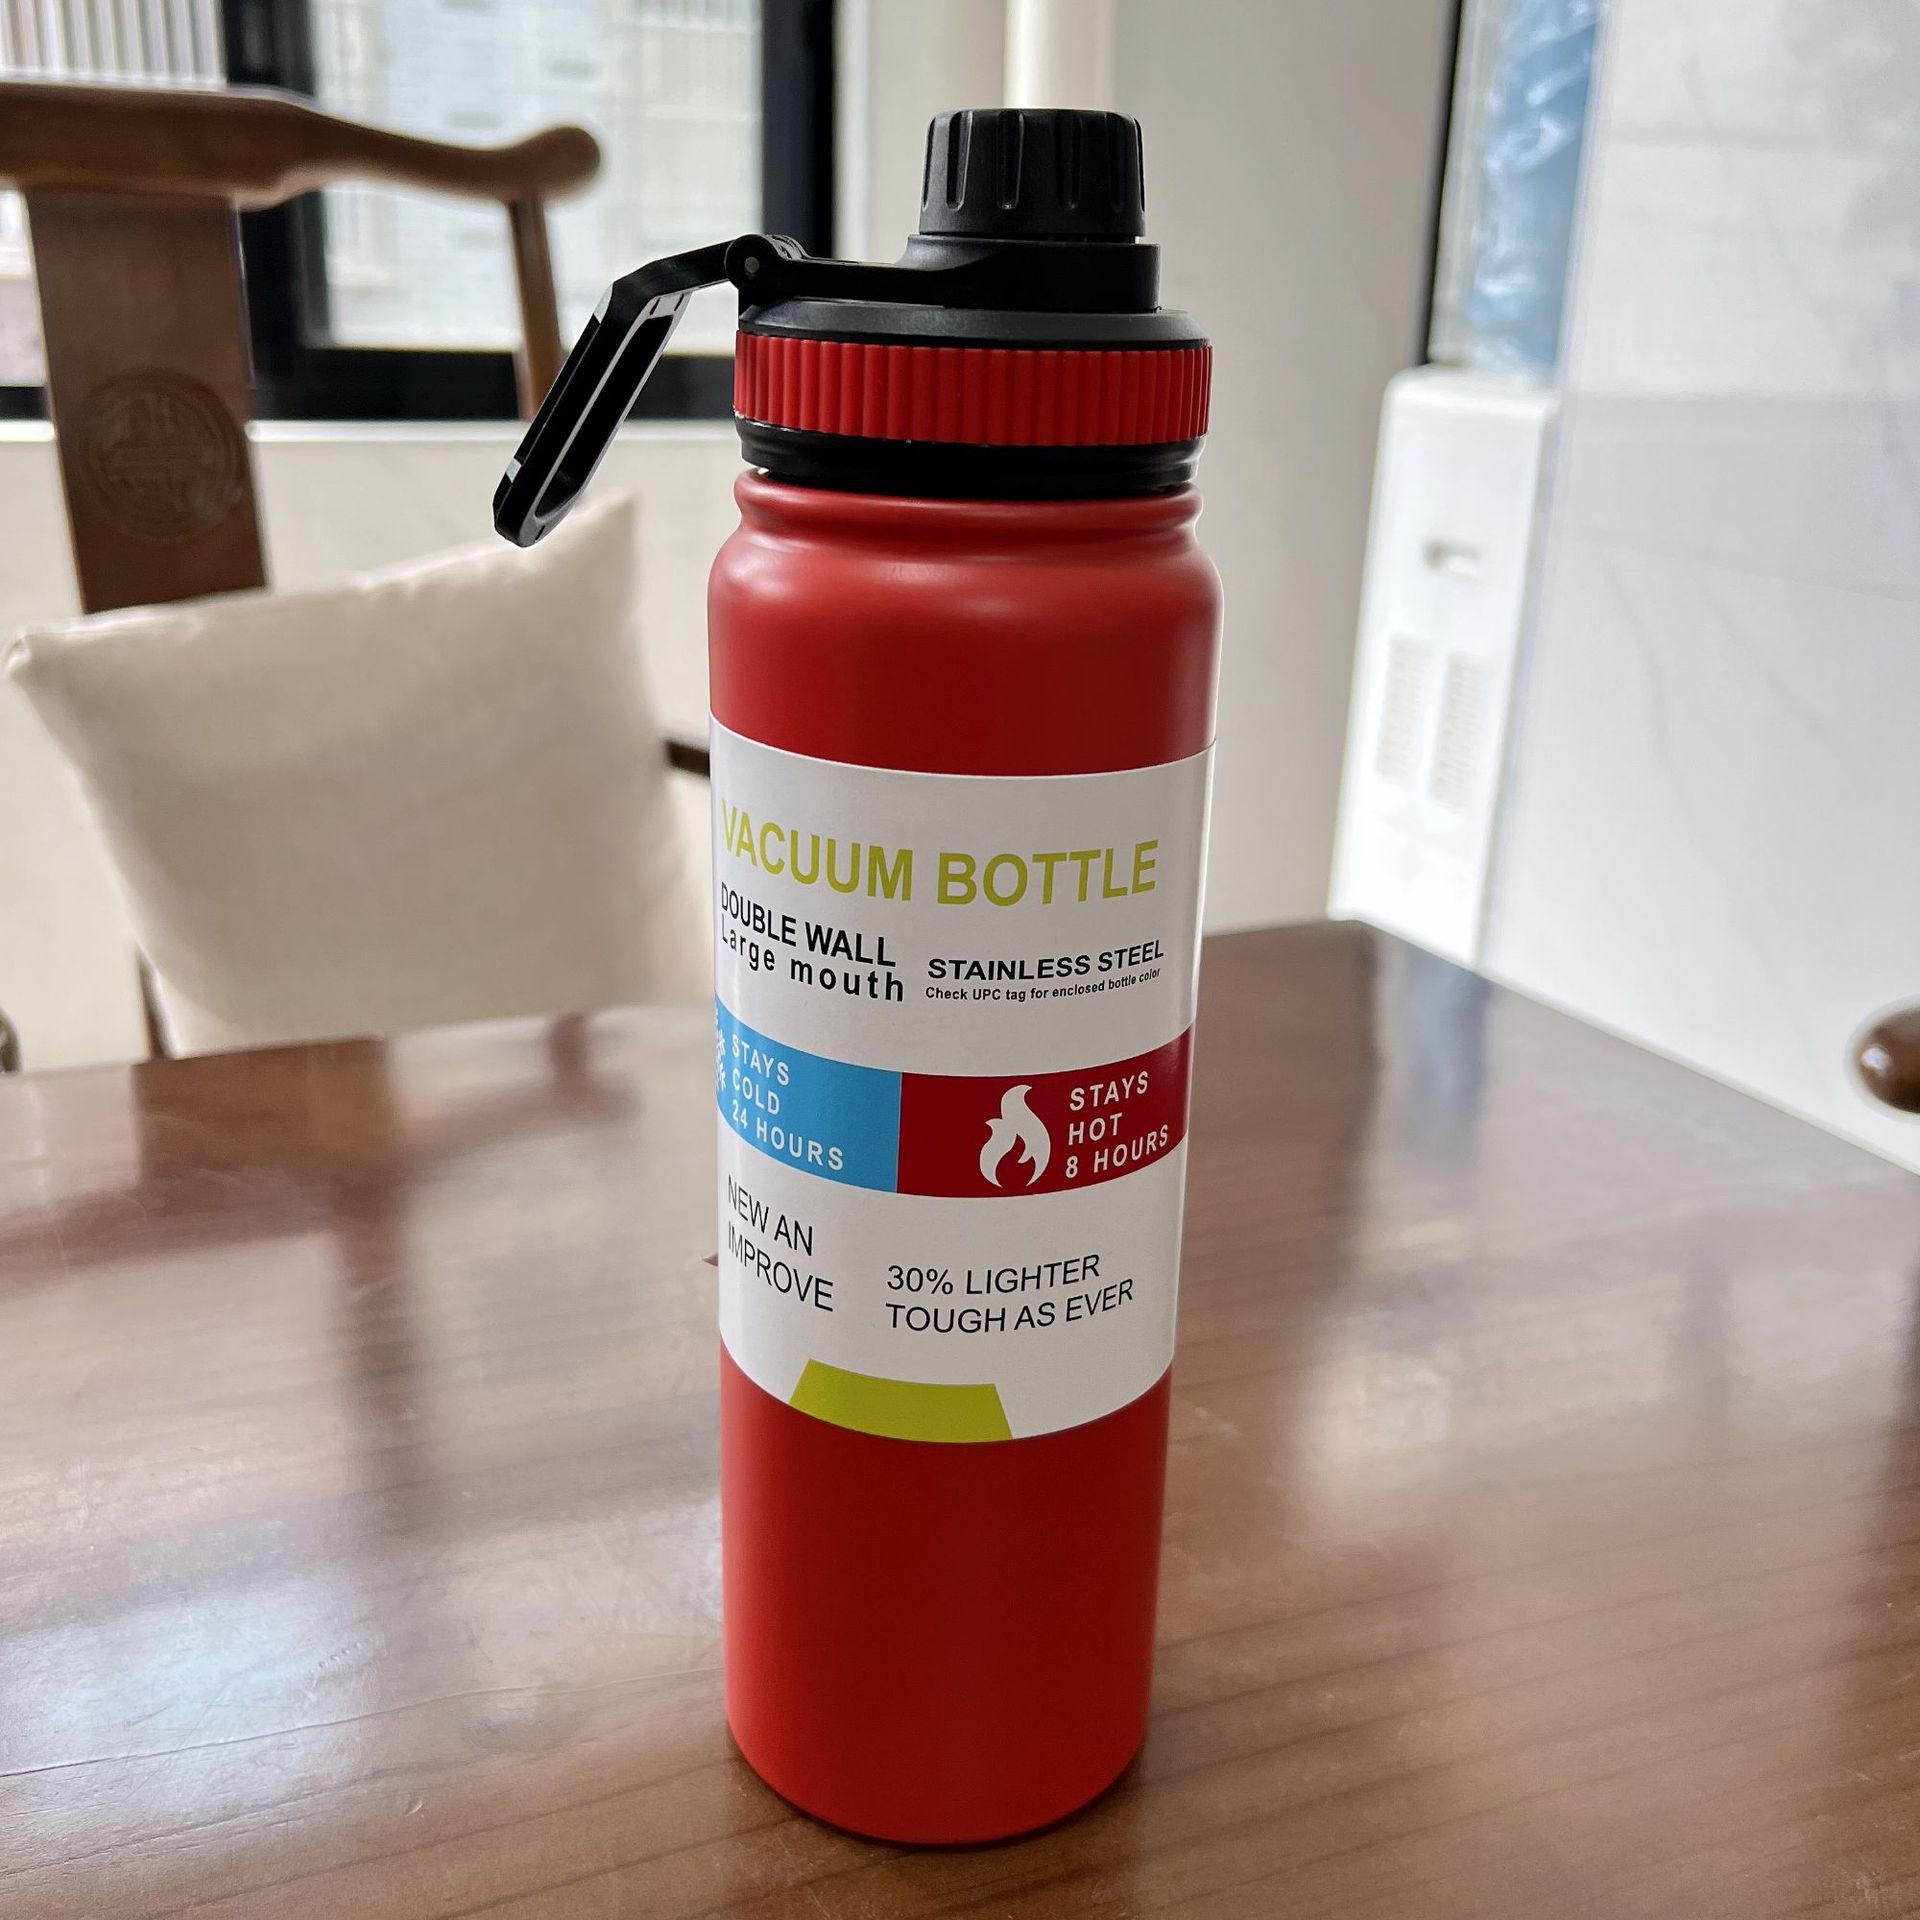 VACUUM BOTTLE
DOUBLE WALL
Large mouth
STAINLESS STEEL
Check UPC tag for enclosed bottle color
STAYS
COLD
24 HOURS
STAYS
HOT
8 HOURS
NEW AN
IMPROVE
30% LIGHTER
TOUGH AS EVER